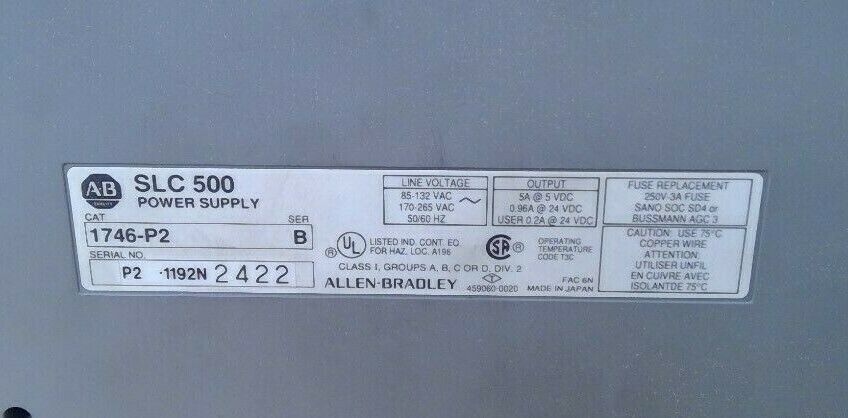 AB
QUALITY
SLC 500
POWER SUPPLY
CAT
SER
1746-P2
B
SERIAL NO.
P2 -1192N 2422
LINE VOLTAGE
85-132 VAC
170-265 VAC ~
50/60 HZ
OUTPUT
5A @ 5 VDC
0.96A @ 24 VDC
USER 0.2A @ 24 VDC
UL ®
LISTED IND. CONT. EQ.
FOR HAZ. LOC. A196
SA ®
OPERATING
TEMPERATURE
CODE T3C
CLASS I, GROUPS A, B, C OR D, DIV. 2
ALLEN-BRADLEY
T
459060-0020
FAC 6N
MADE IN JAPAN
FUSE REPLACEMENT
250V-3A FUSE
SANO SOC SD4 or
BUSSMANN AGC 3
CAUTION: USE 75°C
COPPER WIRE
ATTENTION:
UTILISER UNFIL
EN CUIVRE AVEC
ISOLANTDE 75°C